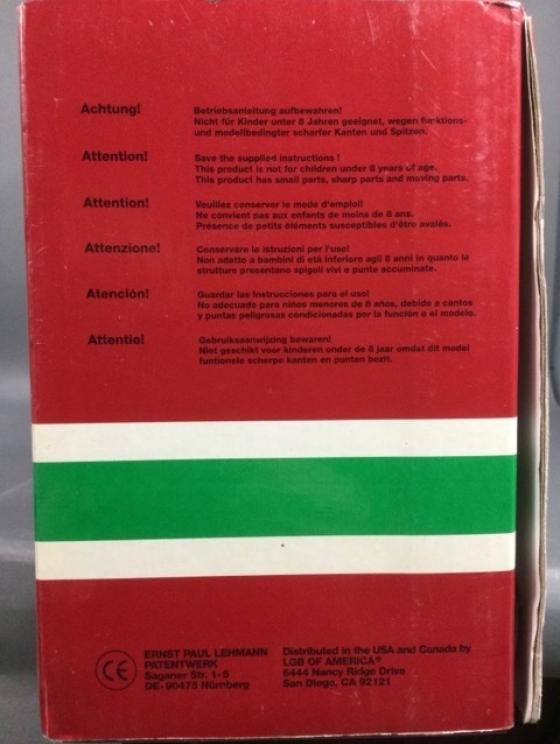 Achtung!
Betriebsanleitung aufbewahren!
Nicht für Kinder unter 8 Jahren geeignet, wegen funktions-
und modellbedingter scharfer Kanten und Spitzen.
Attention!
Save the supplied instructions !
This product is not for children under 8 years of age.
This product has small parts, sharp parts and moving parts.
Attention!
Veuillez conserver le mode d'emploi!
Ne convient pas aux enfants de moins de 8 ans.
Présence de petits éléments susceptibles d'être avalés.
Attenzione!
Conservare le istruzioni per l'uso!
Non adatto a bambini di età inferiore agli 8 anni in quanto le
strutture presentano spigoli vivi e punte accuminate.
Atención!
Guardar las Instrucciones para el uso!
No adecuado para niños menores de 8 años, debido a cantos
y puntas peligrosas condicionadas por la función o el modelo.
Attentie!
Gebruiksaanwijzing bewaren!
Niet geschikt voor kinderen onder de 8 jaar omdat dit model
funtionele scherpe kanten en punten bezit.
CE
ERNST PAUL LEHMANN
PATENTWERK
Saganer Str. 1-5
DE-90475 Nürnberg
Distributed in the USA and Canada by
LGB OF AMERICA®
6444 Nancy Ridge Drive
San Diego, CA 92121